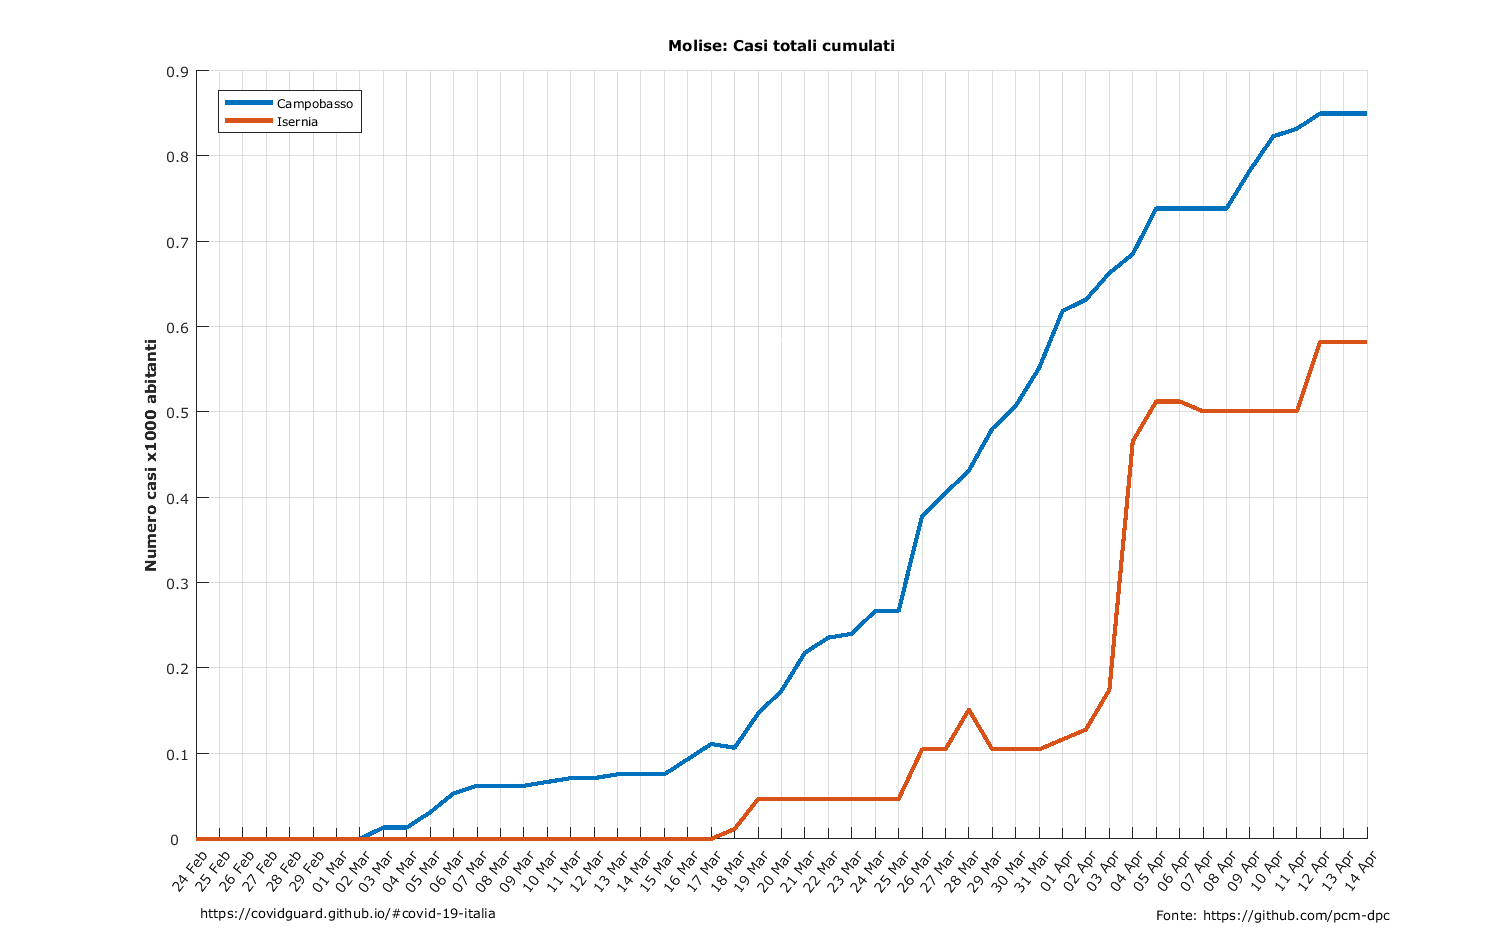 Molise: Casi totali cumulati
Campobasso
Isernia
Numero casi x1000 abitanti
0.9
0.8
0.7
0.6
0.5
0.4
0.3
0.2
0.1
0
24 Feb
25 Feb
26 Feb
27 Feb
28 Feb
29 Feb
01 Mar
02 Mar
03 Mar
04 Mar
05 Mar
06 Mar
07 Mar
08 Mar
09 Mar
10 Mar
11 Mar
12 Mar
13 Mar
14 Mar
15 Mar
16 Mar
17 Mar
18 Mar
19 Mar
20 Mar
21 Mar
22 Mar
23 Mar
24 Mar
25 Mar
26 Mar
27 Mar
28 Mar
29 Mar
30 Mar
31 Mar
01 Apr
02 Apr
03 Apr
04 Apr
05 Apr
06 Apr
07 Apr
08 Apr
09 Apr
10 Apr
11 Apr
12 Apr
13 Apr
14 Apr
https://covidguard.github.io/#covid-19-italia
Fonte: https://github.com/pcm-dpc